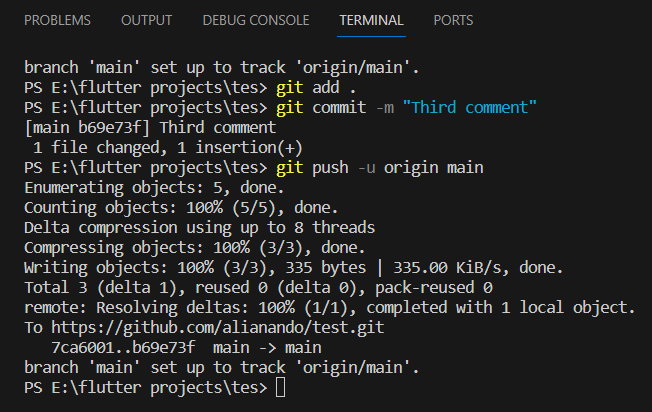 PROBLEMS OUTPUT DEBUG CONSOLE TERMINAL PORTS
branch 'main' set up to track 'origin/main'.
PS E:\flutter projects\tes> git add .
PS E:\flutter projects\tes> git commit -m "Third comment"
[main b69e73f] Third comment
 1 file changed, 1 insertion(+)
PS E:\flutter projects\tes> git push -u origin main
Enumerating objects: 5, done.
Counting objects: 100% (5/5), done.
Delta compression using up to 8 threads
Compressing objects: 100% (3/3), done.
Writing objects: 100% (3/3), 335 bytes | 335.00 KiB/s, done.
Total 3 (delta 1), reused 0 (delta 0), pack-reused 0
remote: Resolving deltas: 100% (1/1), completed with 1 local object.
To https://github.com/alianando/test.git
   7ca6001..b69e73f  main -> main
branch 'main' set up to track 'origin/main'.
PS E:\flutter projects\tes>